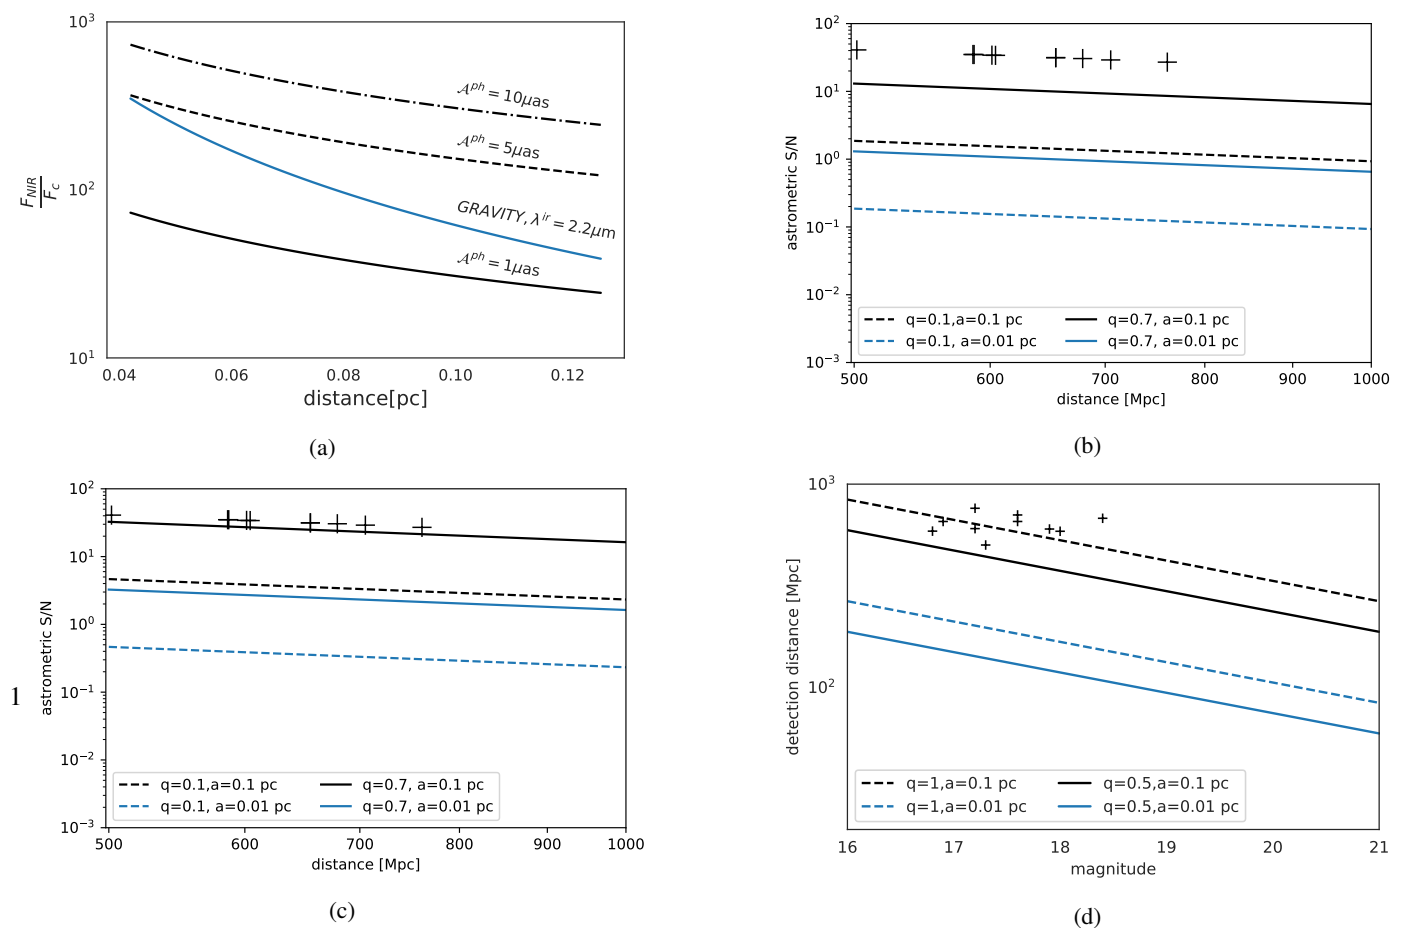 10³
10²
10¹
F_NIR
F_c
𝒜^ph = 10μas
𝒜^ph = 5μas
GRAVITY, λ^ir = 2.2μm
𝒜^ph = 1μas
0.04 0.06 0.08 0.10 0.12
distance[pc]
(a)
10²
10¹
10⁰
10⁻¹
10⁻²
10⁻³
astrometric S/N
q=0.1,a=0.1 pc
q=0.7, a=0.1 pc
q=0.1, a=0.01 pc
q=0.7, a=0.01 pc
500 600 700 800 900 1000
distance [Mpc]
(b)
1
10²
10¹
10⁰
10⁻¹
10⁻²
10⁻³
astrometric S/N
q=0.1,a=0.1 pc
q=0.7, a=0.1 pc
q=0.1, a=0.01 pc
q=0.7, a=0.01 pc
500 600 700 800 900 1000
distance [Mpc]
(c)
10³
10²
detection distance [Mpc]
q=1,a=0.1 pc
q=0.5,a=0.1 pc
q=1,a=0.01 pc
q=0.5,a=0.01 pc
16 17 18 19 20 21
magnitude
(d)